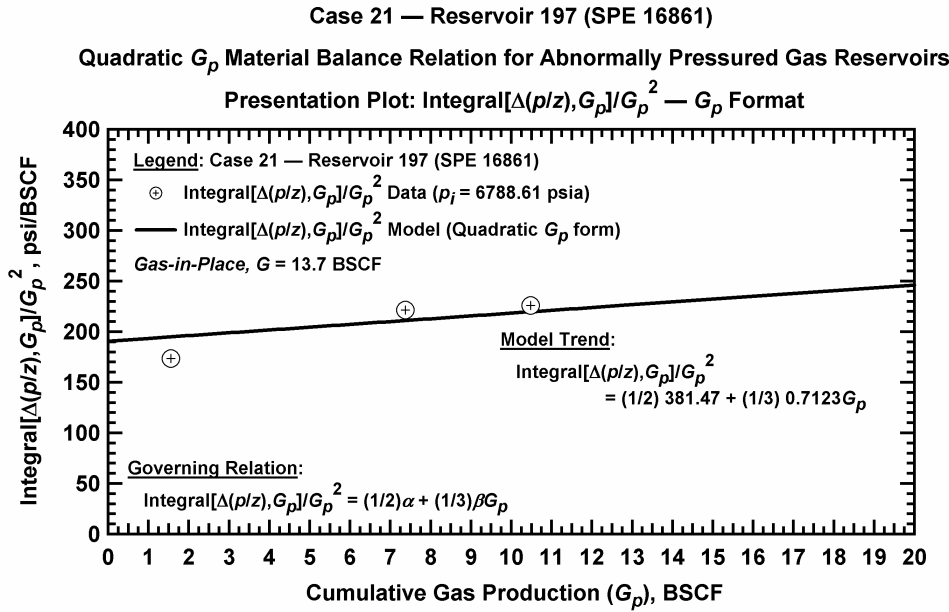 Case 21 — Reservoir 197 (SPE 16861)
Quadratic Gp Material Balance Relation for Abnormally Pressured Gas Reservoirs
Presentation Plot: Integral[Δ(p/z),Gp]/Gp2 — Gp Format
Integral[Δ(p/z),Gp]/Gp2 , psi/BSCF
400
350
300
250
200
150
100
50
0
Legend: Case 21 — Reservoir 197 (SPE 16861)
Integral[Δ(p/z),Gp]/Gp2 Data (pi = 6788.61 psia)
Integral[Δ(p/z),Gp]/Gp2 Model (Quadratic Gp form)
Gas-in-Place, G = 13.7 BSCF
Model Trend:
Integral[Δ(p/z),Gp]/Gp2
= (1/2) 381.47 + (1/3) 0.7123Gp
Governing Relation:
Integral[Δ(p/z),Gp]/Gp2 = (1/2)α + (1/3)βGp
0 1 2 3 4 5 6 7 8 9 10 11 12 13 14 15 16 17 18 19 20
Cumulative Gas Production (Gp), BSCF